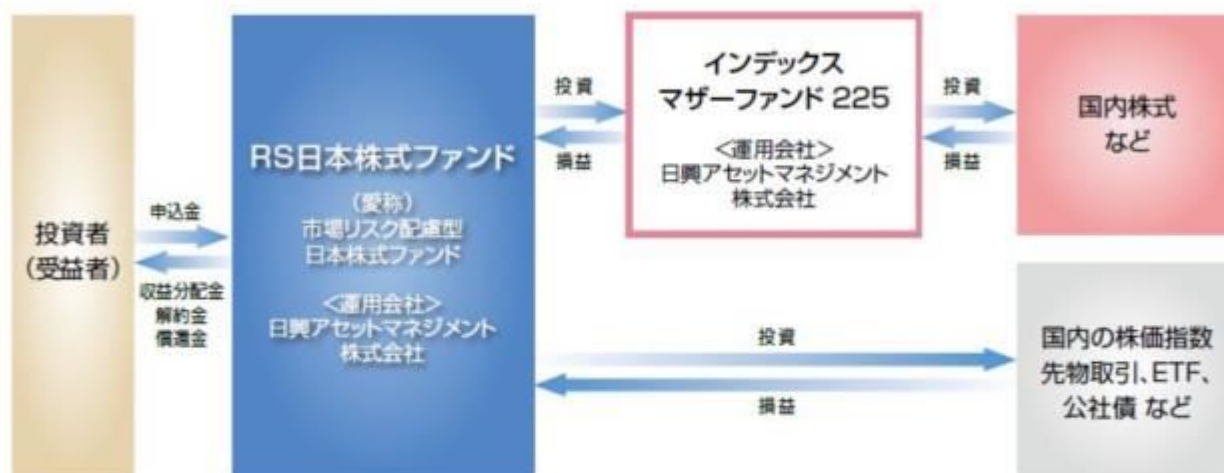 投資者
(受益者)
申込金
収益分配金
解約金
償還金
RS日本株式ファンド
(愛称)
市場リスク配慮型
日本株式ファンド
<運用会社>
日興アセットマネジメント
株式会社
投資
損益
インデックス
マザーファンド 225
<運用会社>
日興アセットマネジメント
株式会社
投資
損益
国内株式
など
投資
損益
国内の株価指数
先物取引、ETF、
公社債 など